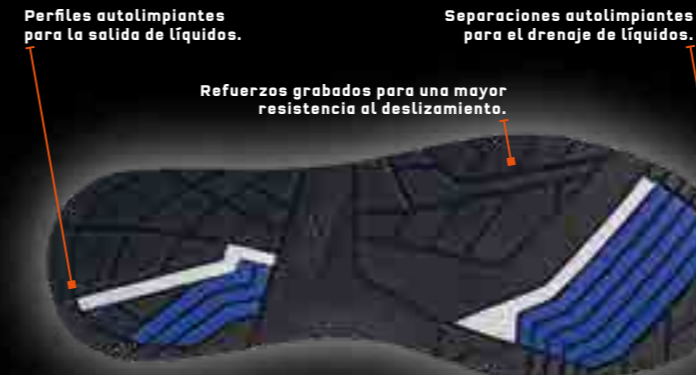 Perfiles autolimpiantes
para la salida de líquidos.
Separaciones autolimpiantes
para el drenaje de líquidos.
Refuerzos grabados para una mayor
resistencia al deslizamiento.